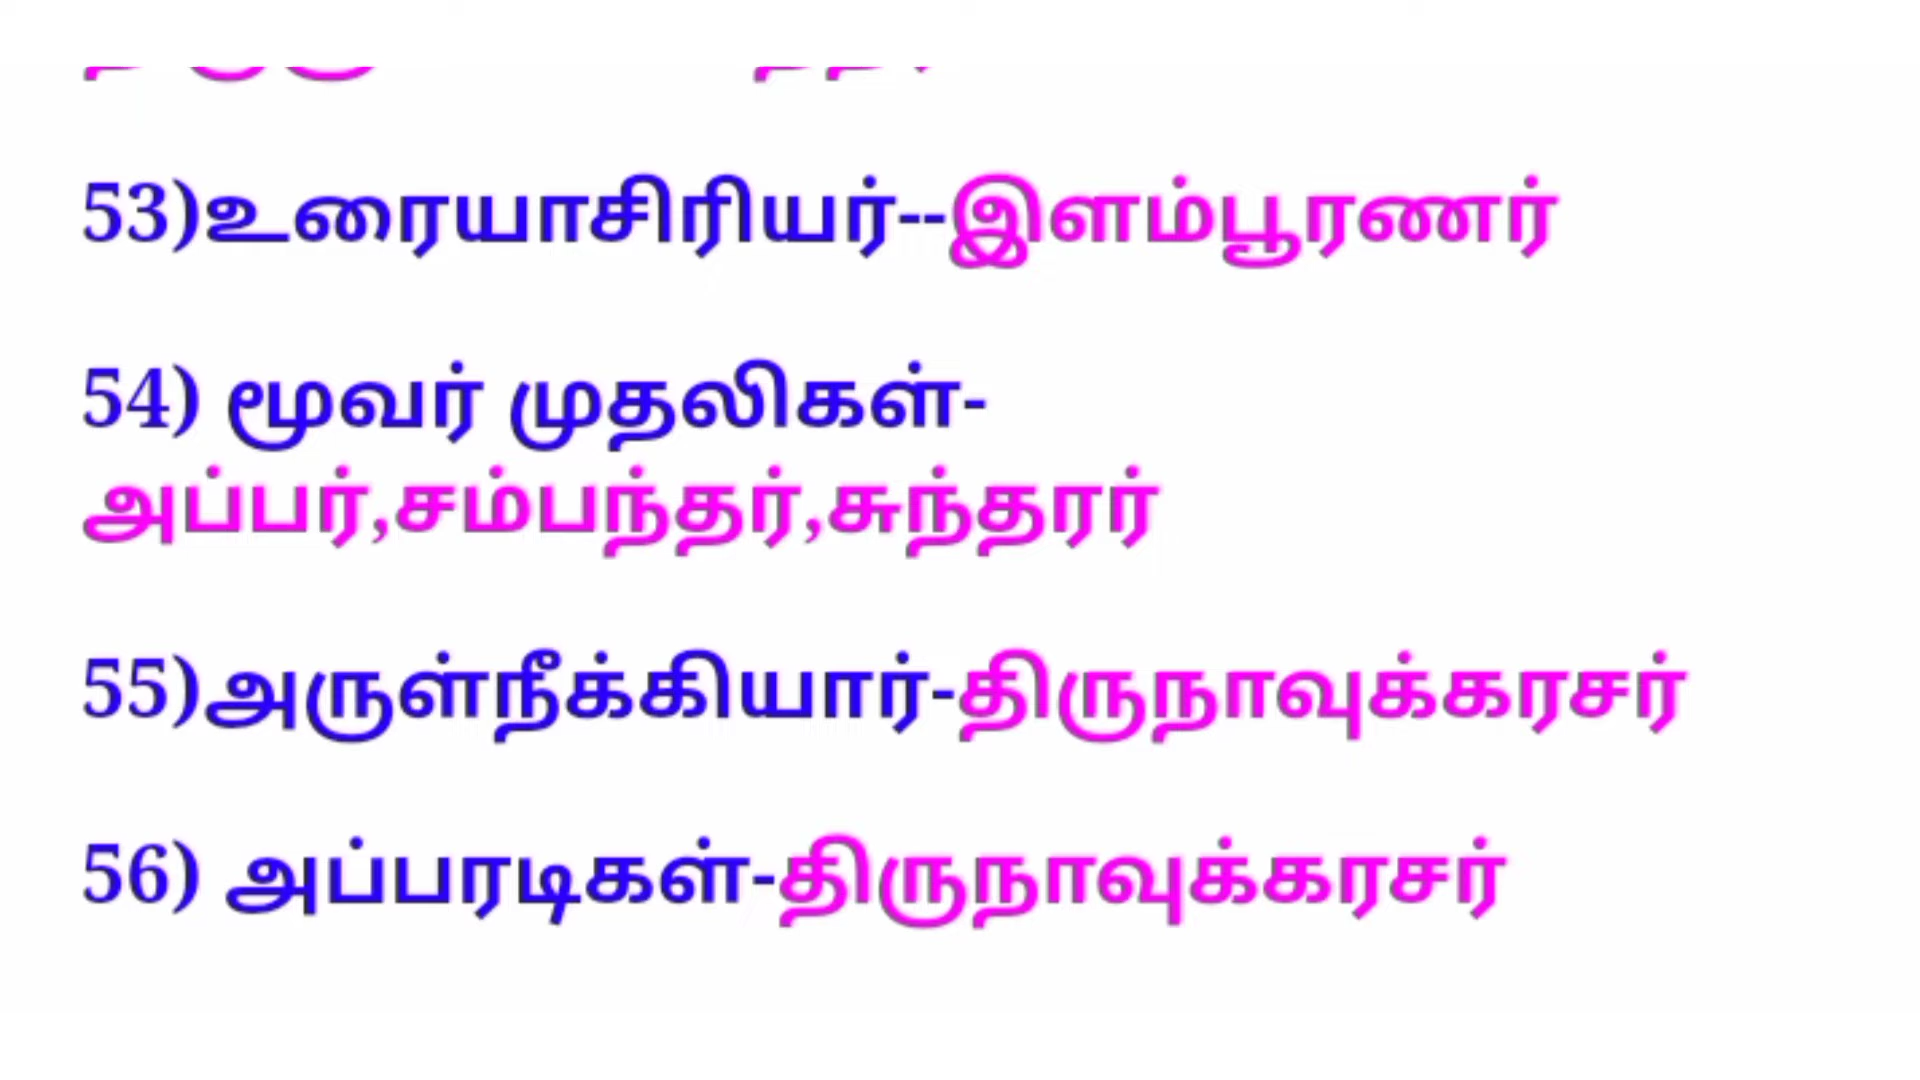 53)உரையாசிரியர்--இளம்பூரணர்
54) மூவர் முதலிகள்-
அப்பர்,சம்பந்தர்,சுந்தரர்
55)அருள்நீக்கியார்-திருநாவுக்கரசர்
56) அப்பரடிகள்-திருநாவுக்கரசர்